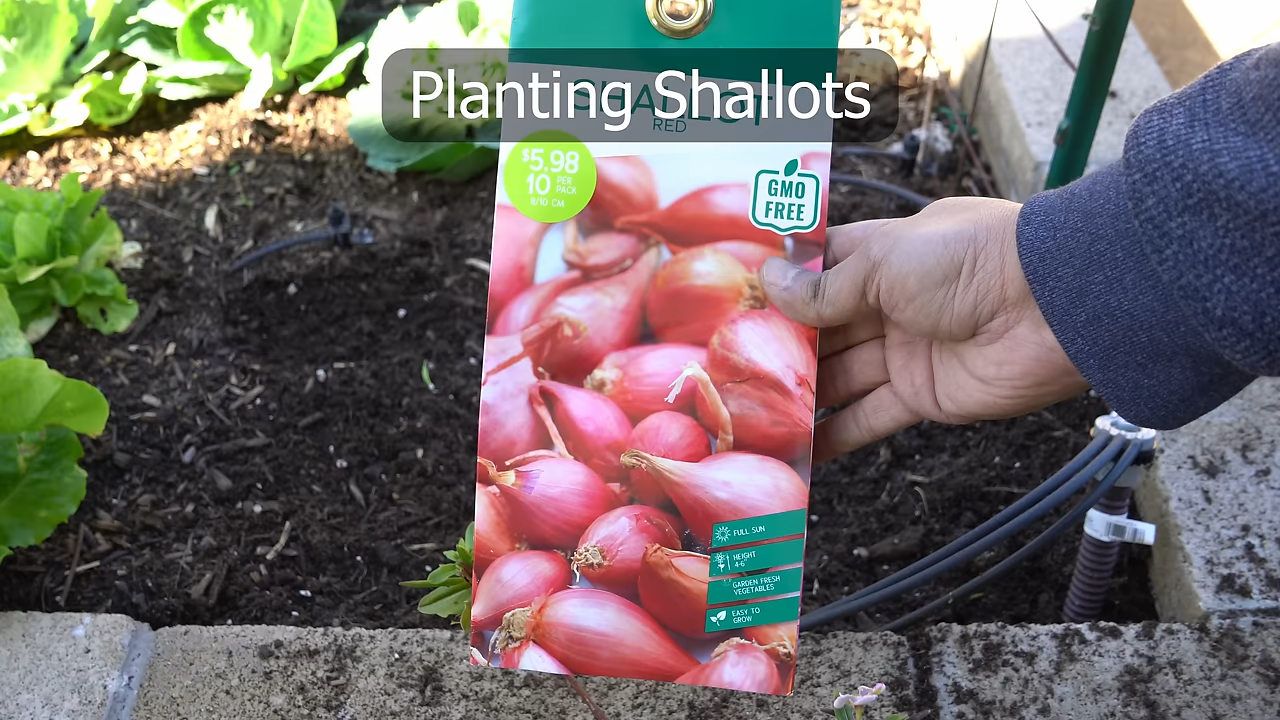 Planting Shallots
SHALLOT
RED
$5.98
10 PER PACK
8/10 CM
GMO
FREE
FULL SUN
HEIGHT
4-6"
GARDEN FRESH
VEGETABLES
EASY TO
GROW